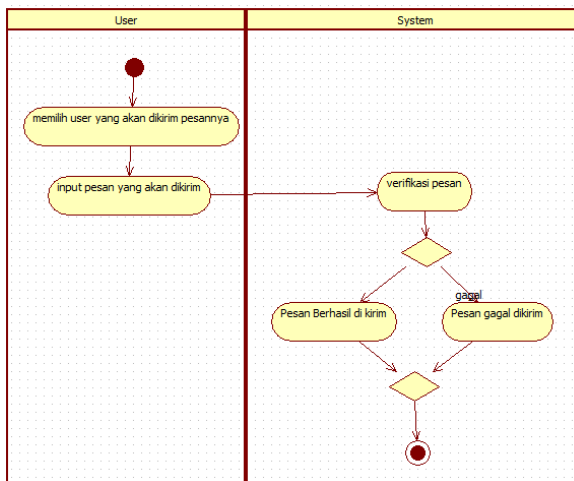 User
System
memilih user yang akan dikirim pesannya
input pesan yang akan dikirim
verifikasi pesan
gagal
Pesan Berhasil di kirim
Pesan gagal dikirim